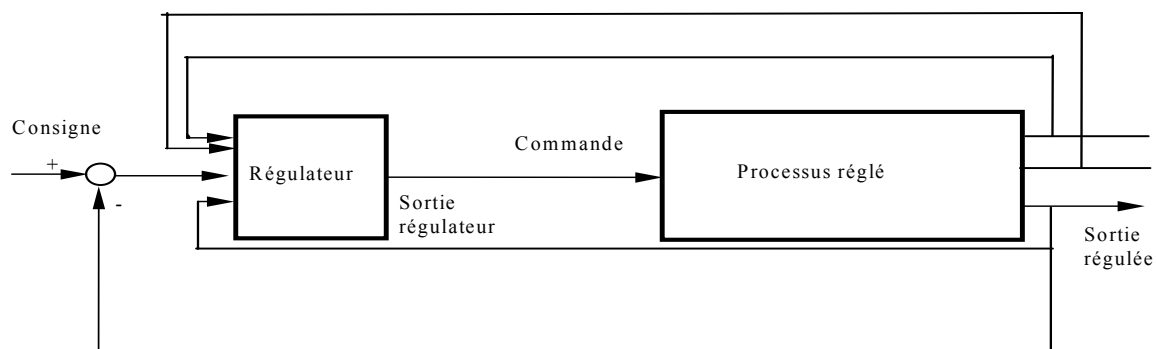 Consigne
+
-
Régulateur
Commande
Sortie
régulateur
Processus réglé
Sortie
régulée